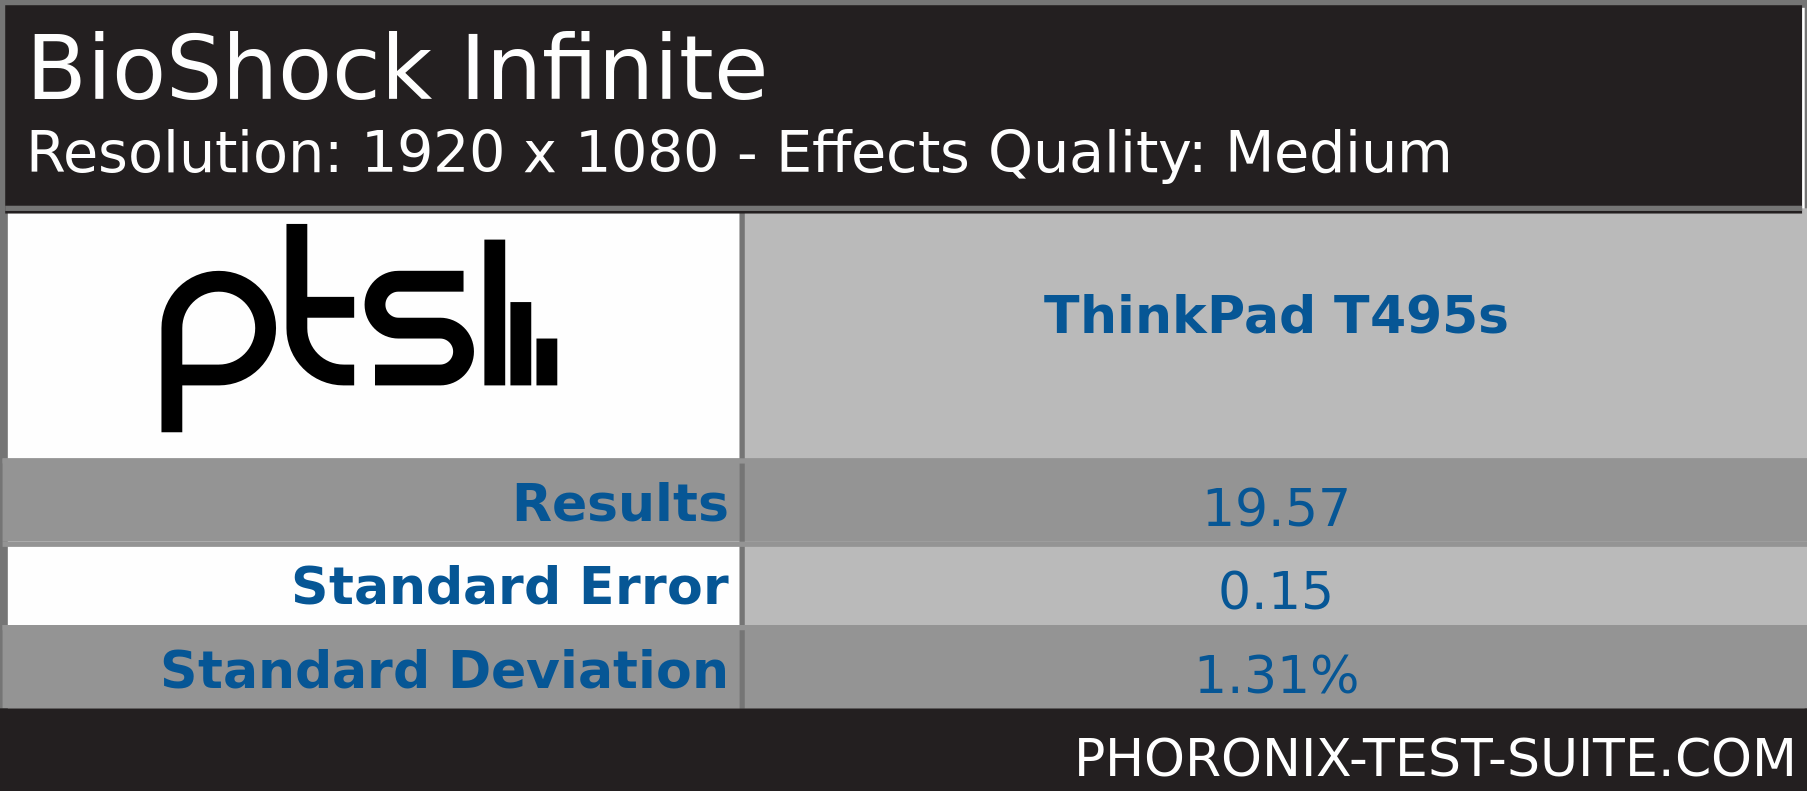 BioShock Infinite
Resolution: 1920 x 1080 - Effects Quality: Medium
pts
ThinkPad T495s
Results 19.57
Standard Error 0.15
Standard Deviation 1.31%
PHORONIX-TEST-SUITE.COM